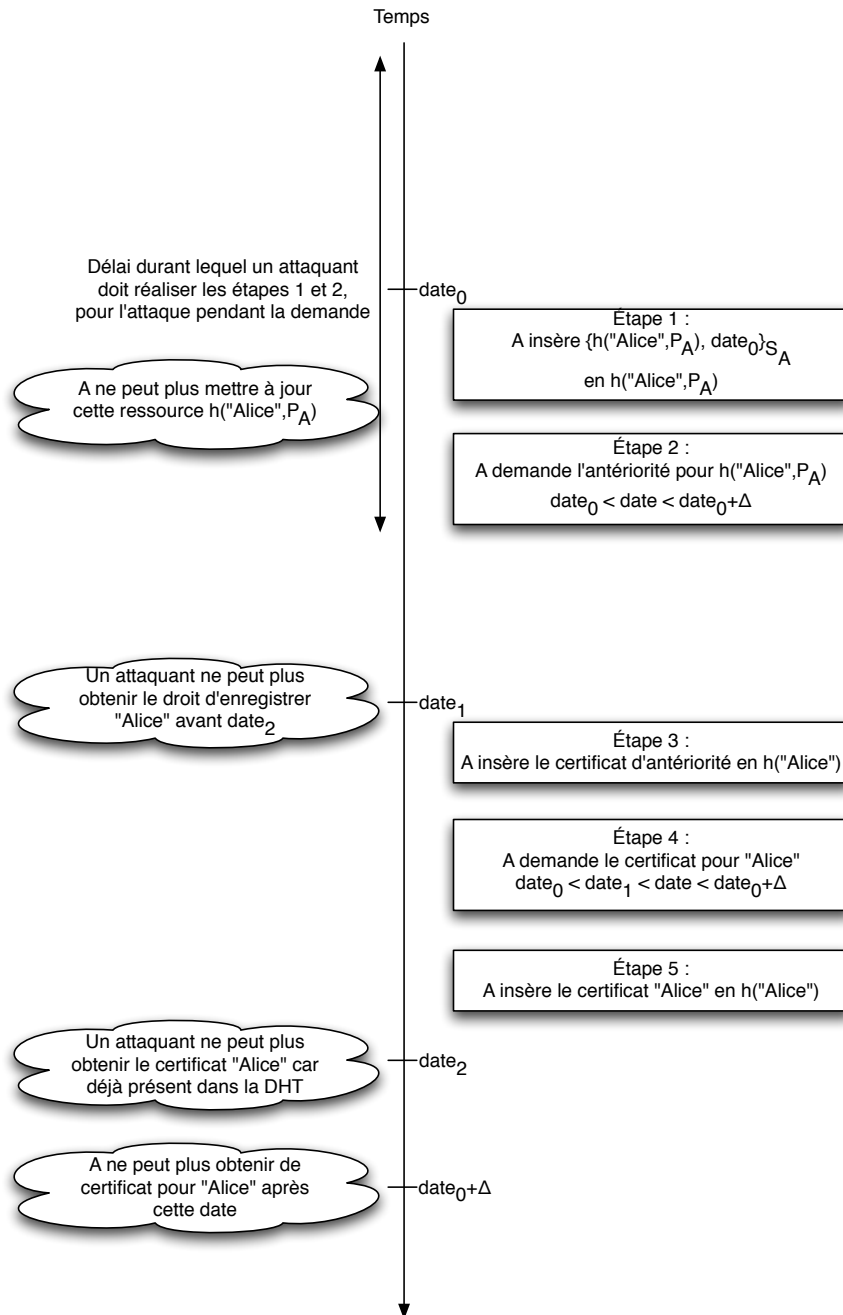 Temps
Délai durant lequel un attaquant
doit réaliser les étapes 1 et 2,
pour l'attaque pendant la demande
date0
Étape 1 :
A insère {h("Alice",PA), date0}SA
en h("Alice",PA)
A ne peut plus mettre à jour
cette ressource h("Alice",PA)
Étape 2 :
A demande l'antériorité pour h("Alice",PA)
date0 < date < date0+Δ
Un attaquant ne peut plus
obtenir le droit d'enregistrer
"Alice" avant date2
date1
Étape 3 :
A insère le certificat d'antériorité en h("Alice")
Étape 4 :
A demande le certificat pour "Alice"
date0 < date1 < date < date0+Δ
Étape 5 :
A insère le certificat "Alice" en h("Alice")
Un attaquant ne peut plus
obtenir le certificat "Alice" car
déjà présent dans la DHT
date2
A ne peut plus obtenir de
certificat pour "Alice" après
cette date
date0+Δ